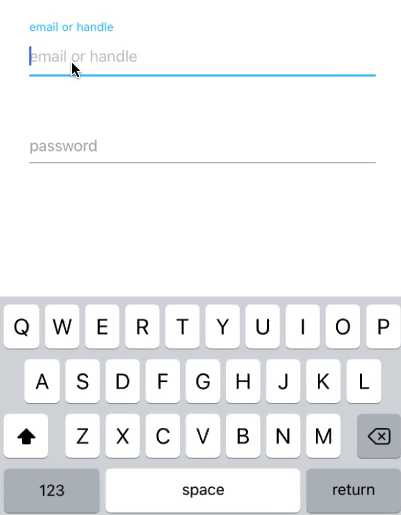 email or handle
email or handle
password
Q W E R T Y U I O P
A S D F G H J K L
Z X C V B N M
123 space return